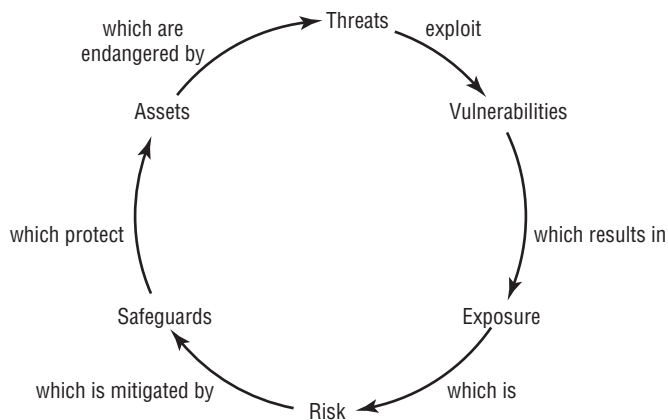 Threats
exploit
Vulnerabilities
which results in
Exposure
which is
Risk
which is mitigated by
Safeguards
which protect
Assets
which are
endangered by